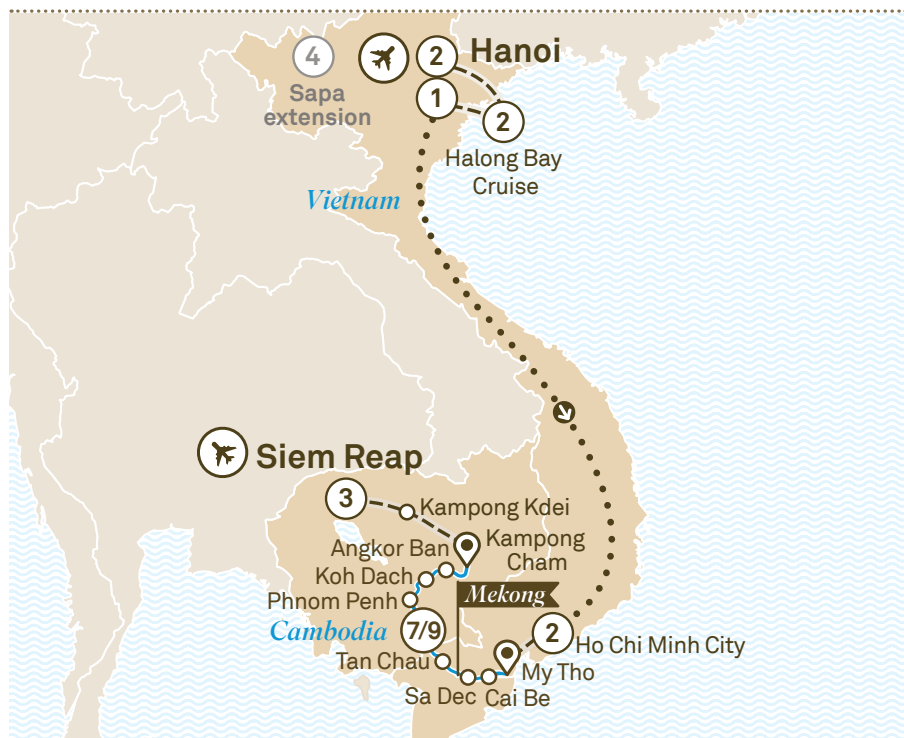 4
Sapa
extension
2
Hanoi
1
2
Halong Bay
Cruise
Vietnam
Siem Reap
3
Kampong Kdei
Angkor Ban
Kampong
Cham
Koh Dach
Phnom Penh
Mekong
Cambodia
7/9
2
Ho Chi Minh City
Tan Chau
My Tho
Sa Dec
Cai Be